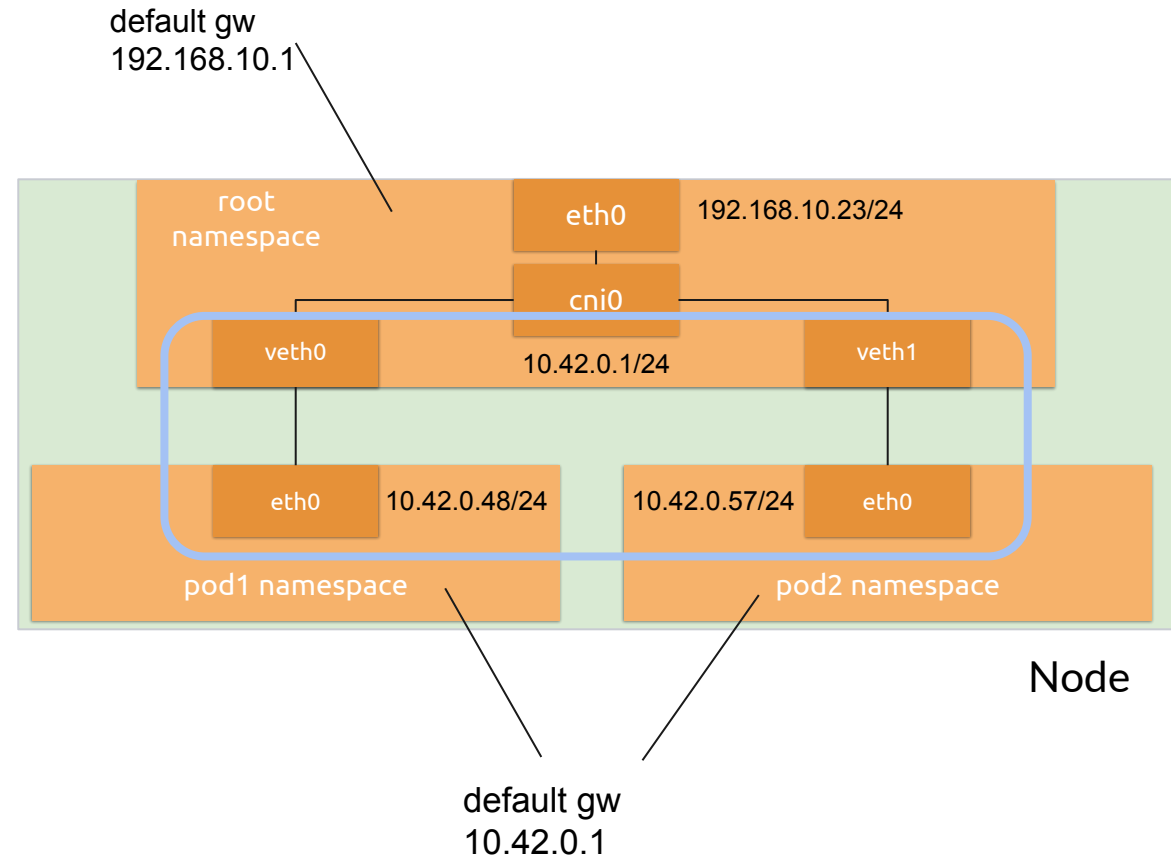 default gw
192.168.10.1
root
namespace
eth0
192.168.10.23/24
cni0
veth0
10.42.0.1/24
veth1
eth0
10.42.0.48/24
10.42.0.57/24
eth0
pod1 namespace
pod2 namespace
Node
default gw
10.42.0.1